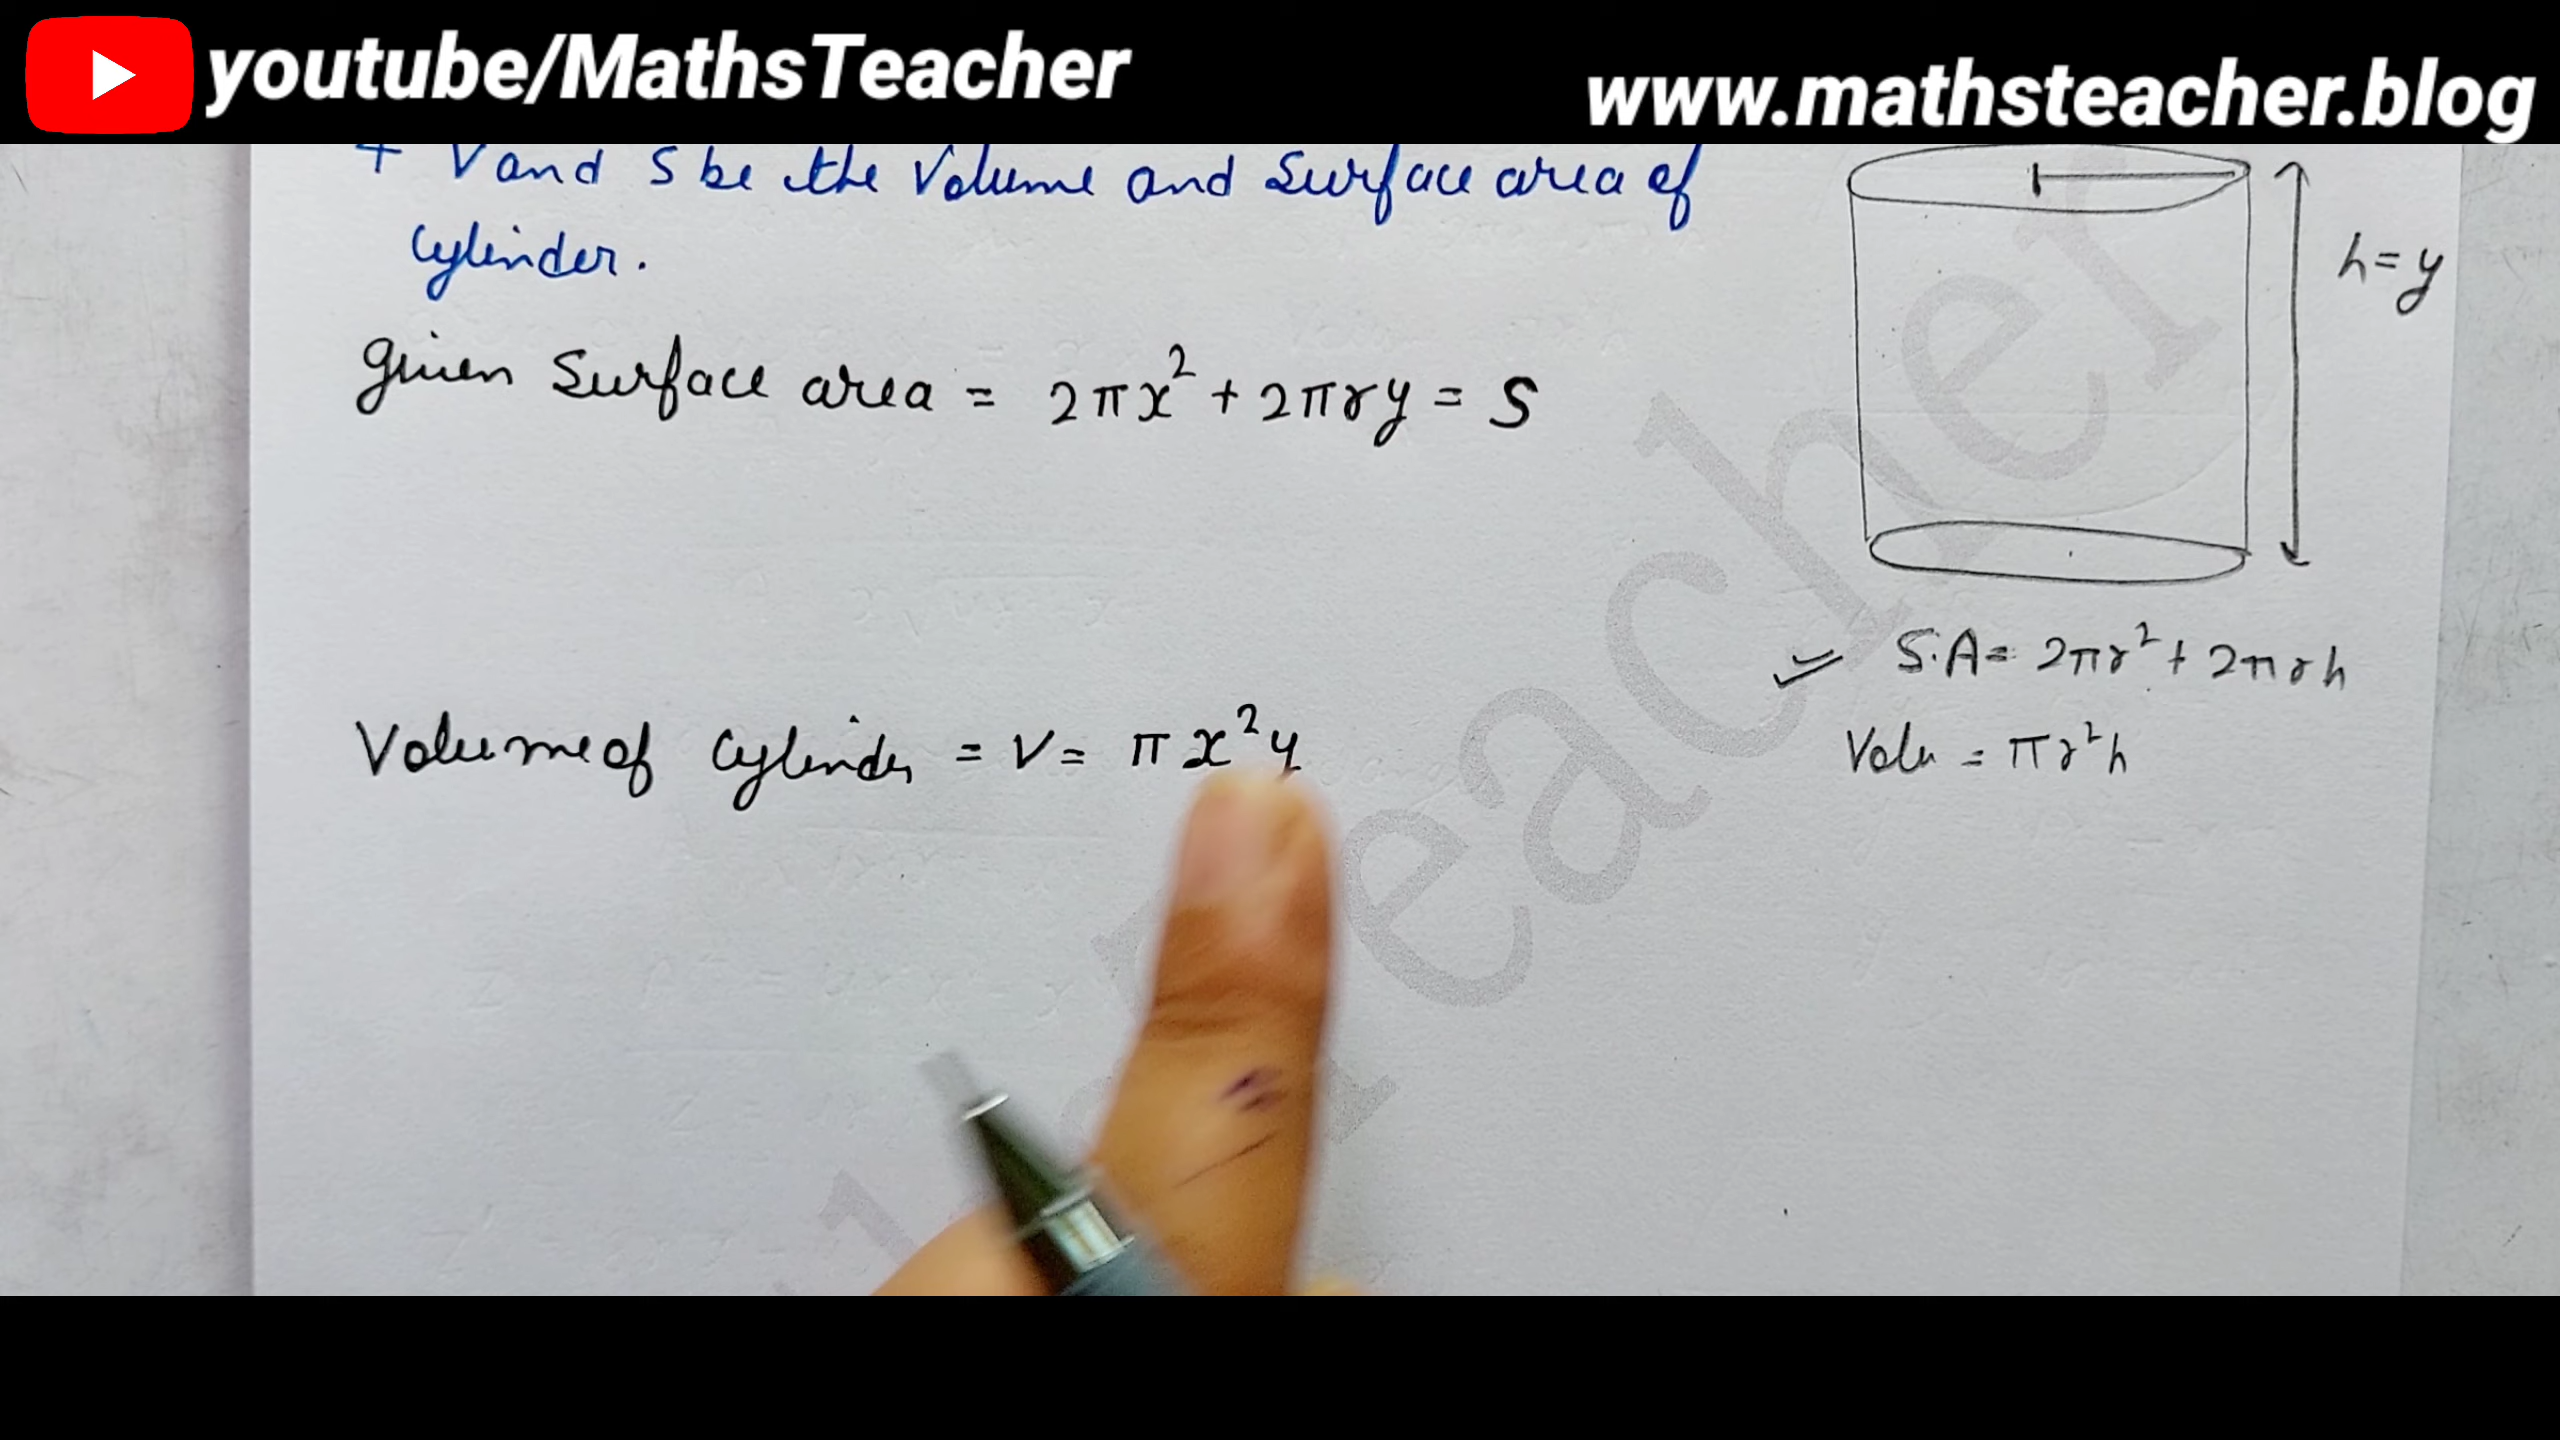 youtube/MathsTeacher
www.mathsteacher.blog
+ V and S be the Volume and Surface area of
Cylinder.
h = y
given Surface area = 2πx² + 2πry = S
S.A = 2πr² + 2πrh
Volume of Cylinder = V = πx²y
Volu = πr²h
Teacher